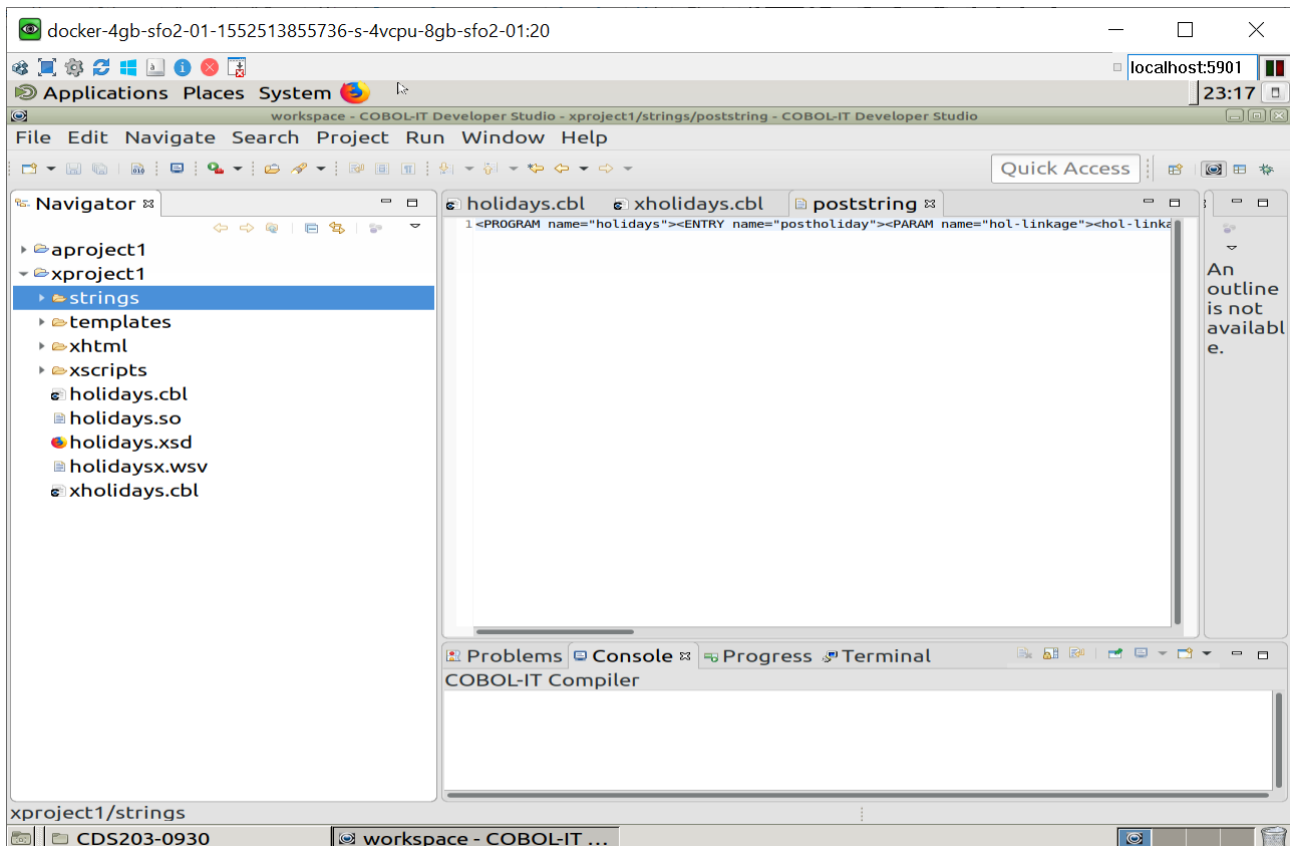 docker-4gb-sfo2-01-1552513855736-s-4vcpu-8gb-sfo2-01:20
localhost:5901
Applications Places System
23:17
workspace - COBOL-IT Developer Studio - xproject1/strings/poststring - COBOL-IT Developer Studio
File Edit Navigate Search Project Run Window Help
Quick Access
Navigator
holidays.cbl xholidays.cbl poststring
1 <PROGRAM name="holidays"><ENTRY name="postholiday"><PARAM name="hol-linkage"><hol-linka
aproject1
xproject1
strings
templates
xhtml
xscripts
holidays.cbl
holidays.so
holidays.xsd
holidaysx.wsv
xholidays.cbl
An
outline
is not
availabl
e.
Problems Console Progress Terminal
COBOL-IT Compiler
xproject1/strings
CDS203-0930 workspace - COBOL-IT ...